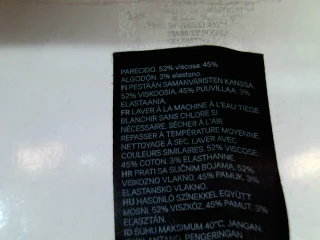 PARECIDO. 52% viscose. 45%
ALGODÓN. 3% elastano.
FI PESTÄÄN SAMANVÄRISTEN KANSSA.
52% VISKOOSIA, 45% PUUVILLAA, 3%
ELASTAANIA.
FR LAVER À LA MACHINE À L'EAU TIÈDE.
BLANCHIR SANS CHLORE SI
NÉCESSAIRE. SÉCHER À L'AIR.
REPASSER À TEMPÉRATURE MOYENNE.
NETTOYAGE À SEC. LAVER AVEC
COULEURS SIMILAIRES. 52% VISCOSE.
45% COTON. 3% ELASTHANNE.
HR PRATI SA SLIČNIM BOJAMA. 52%
VISKOZNO VLAKNO. 45% PAMUK. 3%
ELASTANSKO VLAKNO.
HU HASONLÓ SZÍNEKKEL EGYÜTT
MOSNI. 52% VISZKÓZ. 45% PAMUT. 3%
ELASZTÁN.
ID SUHU MAKSIMUM 40°C. JANGAN
PENGERINGAN